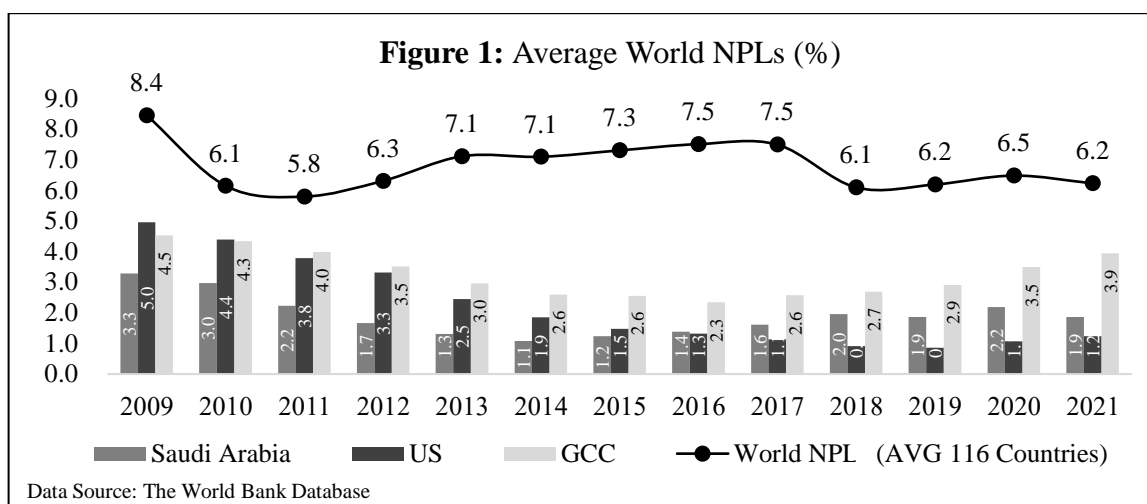 Figure 1: Average World NPLs (%)
8.4
6.1
5.8
6.3
7.1
7.1
7.3
7.5
7.5
6.1
6.2
6.5
6.2
9.0
8.0
7.0
6.0
5.0
4.0
3.0
2.0
1.0
0.0
3.3 5.0 4.5
3.0 4.4 4.3
2.2 3.8 4.0
1.7 3.3 3.5
1.3 2.5 3.0
1.1 1.9 2.6
1.2 1.5 2.6
1.4 1.3 2.3
1.6 2.6
2.0 2.7
1.9 2.9
2.2 3.5
1.9 1.2 3.9
2009 2010 2011 2012 2013 2014 2015 2016 2017 2018 2019 2020 2021
Saudi Arabia US GCC World NPL (AVG 116 Countries)
Data Source: The World Bank Database